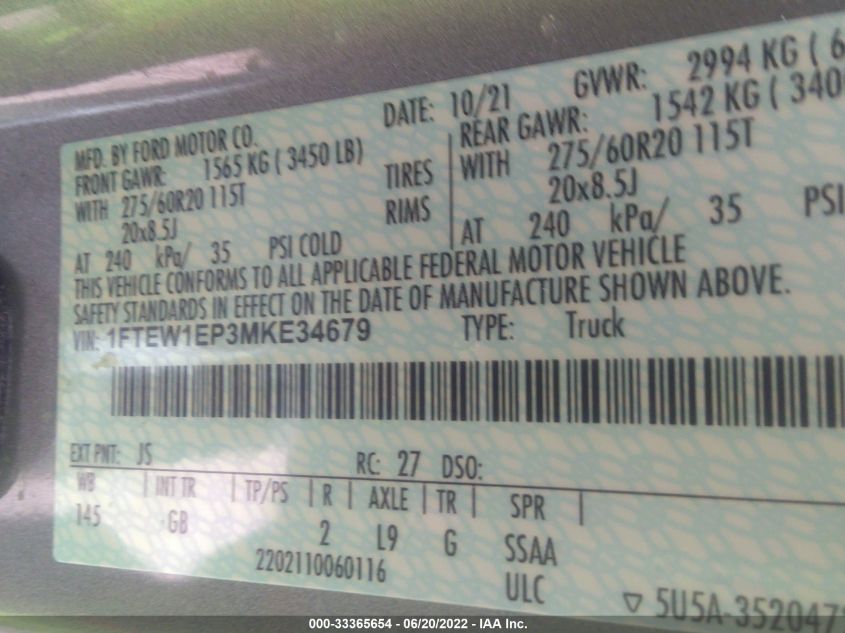 MFD. BY FORD MOTOR CO.
DATE: 10/21
GVWR: 2994 KG (
FRONT GAWR: 1565 KG ( 3450 LB)
REAR GAWR: 1542 KG ( 340
WITH 275/60R20 115T
TIRES
WITH 275/60R20 115T
20x8.5J
RIMS
20x8.5J
AT 240 kPa/ 35 PSI COLD
AT 240 kPa/ 35 PSI
THIS VEHICLE CONFORMS TO ALL APPLICABLE FEDERAL MOTOR VEHICLE
SAFETY STANDARDS IN EFFECT ON THE DATE OF MANUFACTURE SHOWN ABOVE.
VIN: 1FTEW1EP3MKE34679
TYPE: Truck
EXT PNT: JS
RC: 27 DSO:
WB | INT TR | TP/PS | R | AXLE | TR | SPR |
145 GB 2 L9 G SSAA
2202110060116
ULC
▽ 5U5A-352047
000-33365654 - 06/20/2022 - IAA Inc.